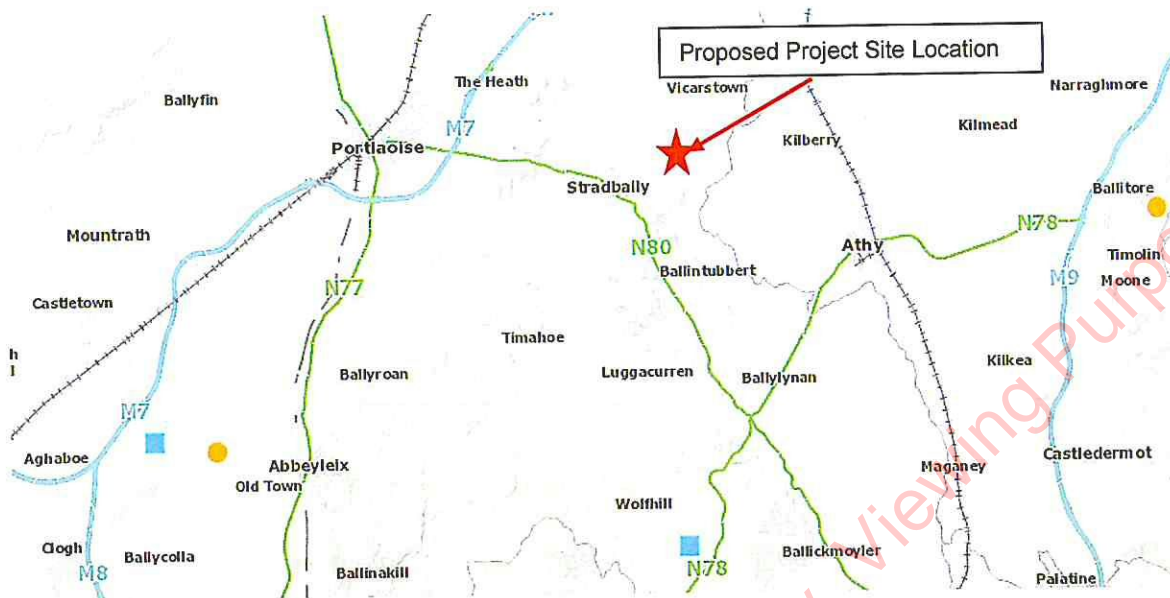 Proposed Project Site Location
The Heath
Vicarstown
Narraghmore
Ballyfin
M7
Kilmead
Kilberry
Portlaoise
Stradbally
Ballitore
N78
Mountrath
N80
Athy
Timolin
Ballintubbert
M9
Moone
Castletown
N77
Timahoe
h
l
Kilkea
Ballyroan
Luggacurren
Ballylynan
M7
Aghaboe
Abbeyleix
Old Town
Maganey
Castledermot
Wolfhill
Clogh
Ballycolla
M8
Ballinakill
N78
Ballickmoyler
Palatine
Viewing Purpo